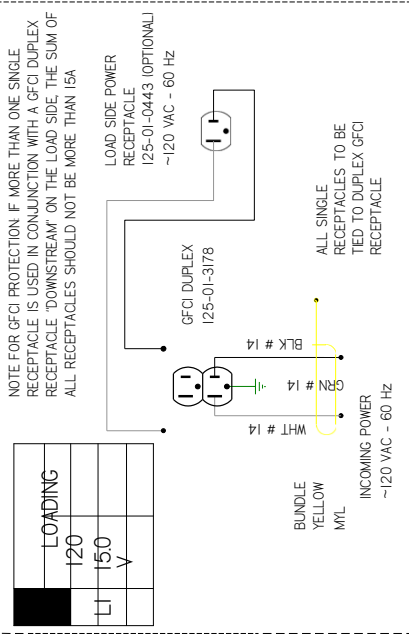 NOTE FOR GFCI PROTECTION: IF MORE THAN ONE SINGLE
RECEPTACLE IS USED IN CONJUNCTION WITH A GFCI DUPLEX
RECEPTACLE "DOWNSTREAM" ON THE LOAD SIDE, THE SUM OF
ALL RECEPTACLES SHOULD NOT BE MORE THAN 15A
LOADING
120
L1 15.0
V
LOAD SIDE POWER
RECEPTACLE
125-01-0443 (OPTIONAL)
~120 VAC - 60 Hz
GFCI DUPLEX
125-01-3178
WHT # 14
GRN # 14
BLK # 14
BUNDLE
YELLOW
MYL
INCOMING POWER
~120 VAC - 60 Hz
ALL SINGLE
RECEPTACLES TO BE
TIED TO DUPLEX GFCI
RECEPTACLE